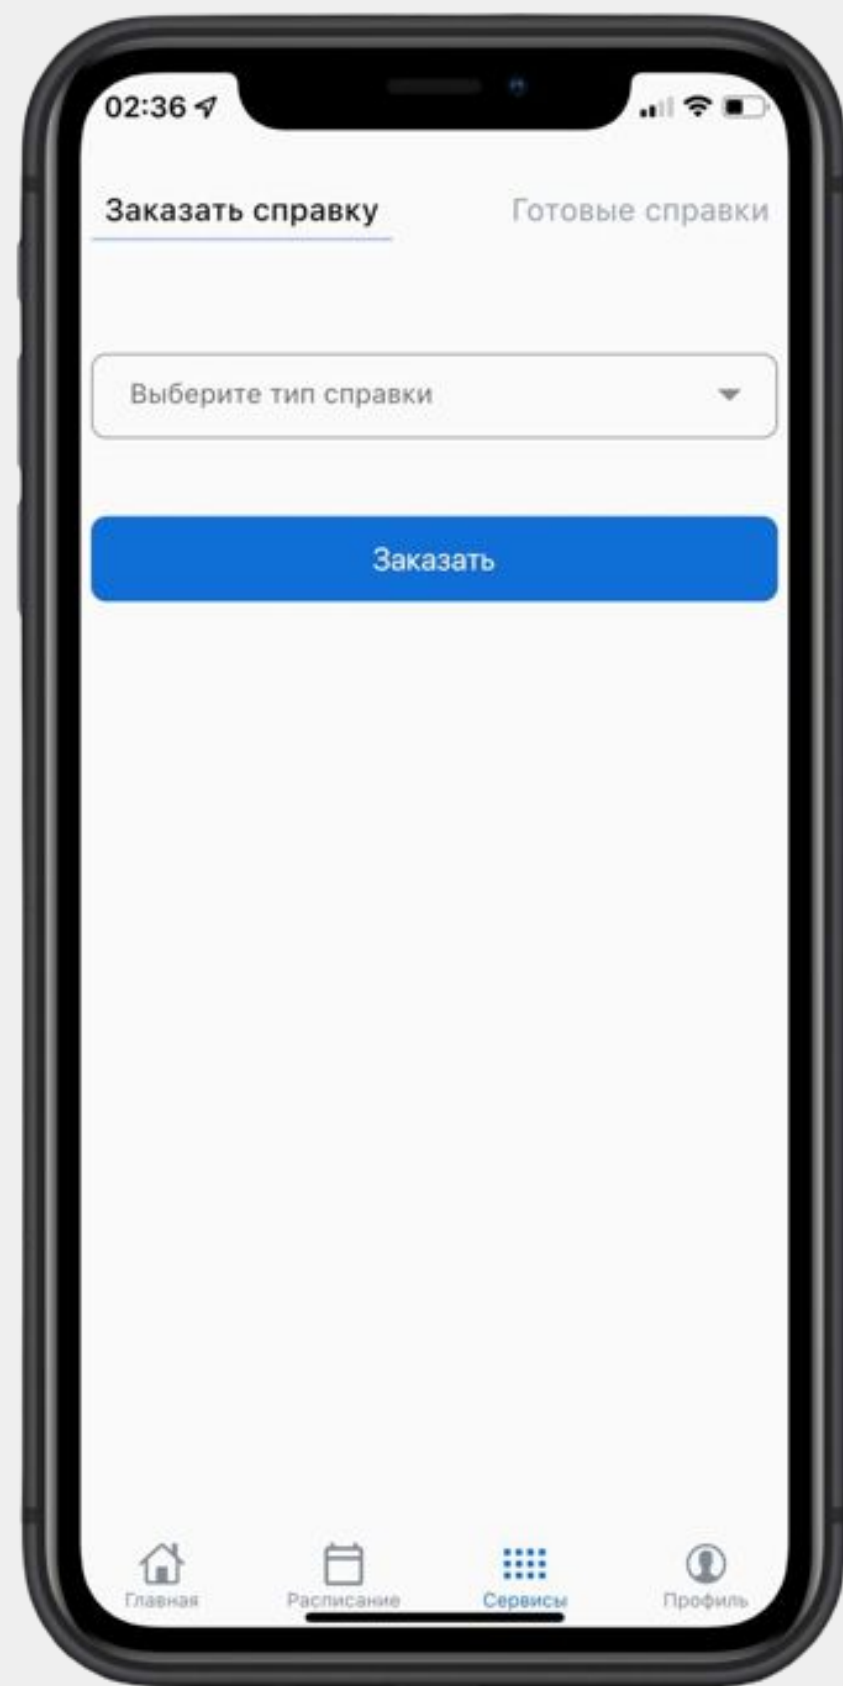 02:36
Заказать справку
Готовые справки
Выберите тип справки
Заказать
Главная
Расписание
Сервисы
Профиль